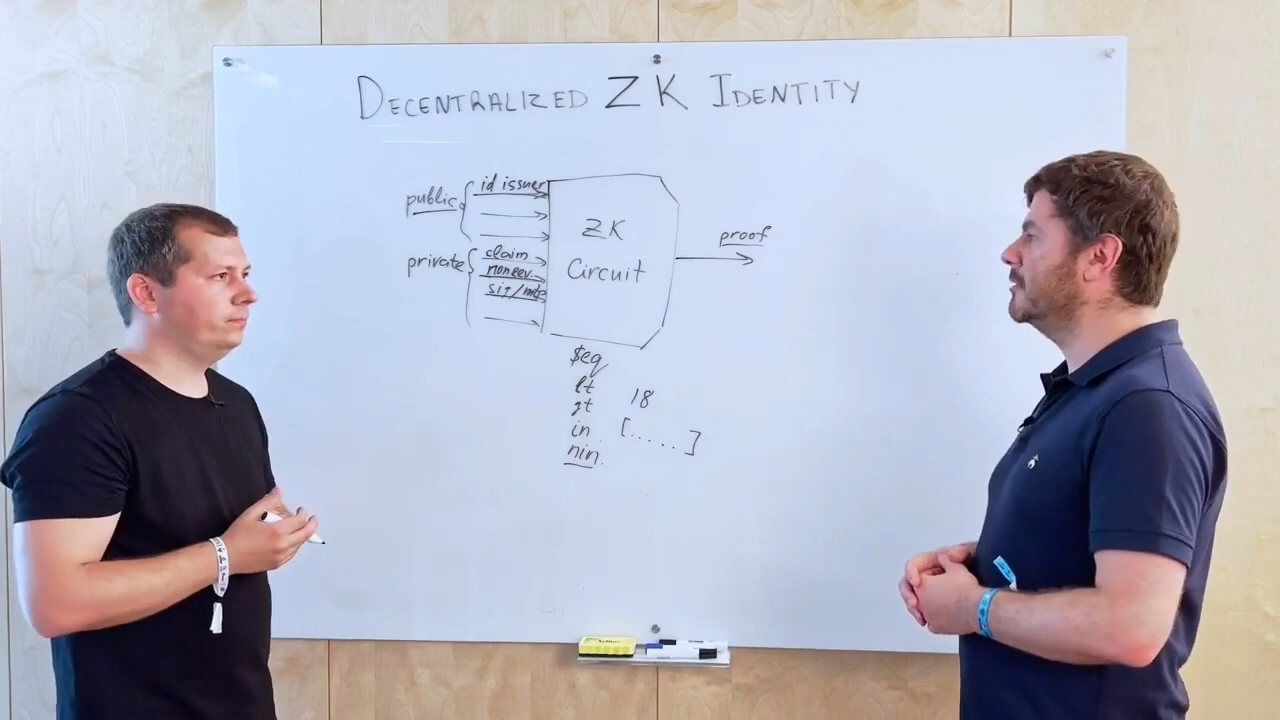 DECENTRALIZED ZK IDENTITY
id issuer
public
ZK
proof
claim
private
nonrev.
Circuit
sig/mtp
$eq
lt
gt 18
in [.....]
nin.